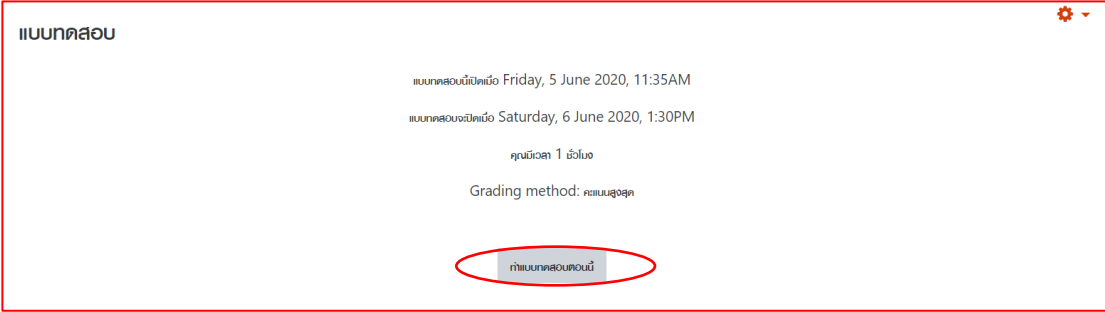 แบบทดสอบ
แบบทดสอบนี้เปิดเมื่อ Friday, 5 June 2020, 11:35AM
แบบทดสอบจะปิดเมื่อ Saturday, 6 June 2020, 1:30PM
คุณมีเวลา 1 ชั่วโมง
Grading method: คะแนนสูงสุด
ทำแบบทดสอบตอนนี้